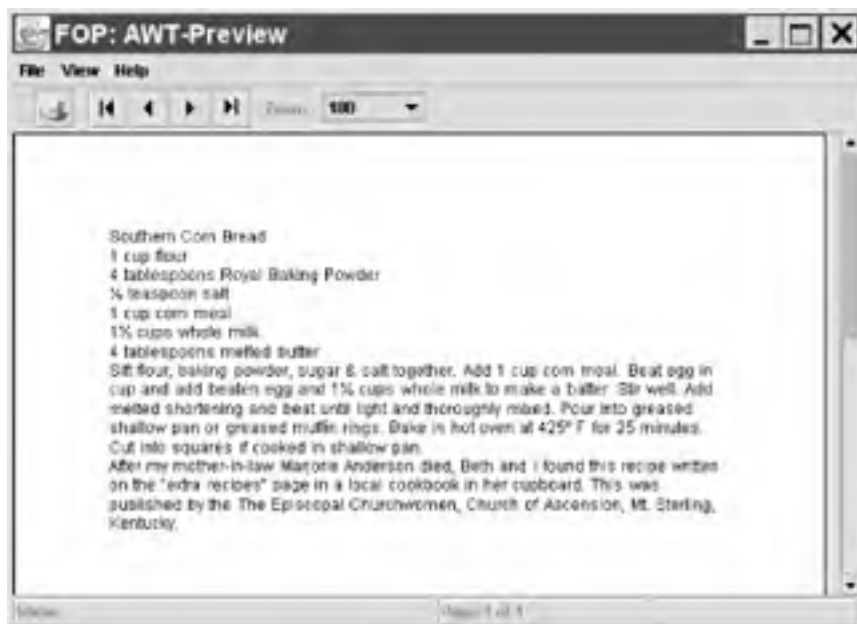 FOP: AWT-Preview
File View Help
Zoom 100
Southern Corn Bread
1 cup flour
4 tablespoons Royal Baking Powder
teaspoon salt
1 cup corn meal
cups whole milk
4 tablespoons melted butter
Sift flour, baking powder, sugar & salt together. Add 1 cup corn meal. Beat egg in
cup and add beaten egg and cups whole milk to make a batter. Stir well. Add
melted shortening and beat until light and thoroughly mixed. Pour into greased
shallow pan or greased muffin rings. Bake in hot oven at 425° F for 25 minutes.
Cut into squares if cooked in shallow pan.
After my mother-in-law Marjorie Anderson died, Beth and I found this recipe written
on the "extra recipes" page in a local cookbook in her cupboard. This was
published by the The Episcopal Churchwomen, Church of Ascension, Mt. Sterling,
Kentucky.
Page 1 of 1